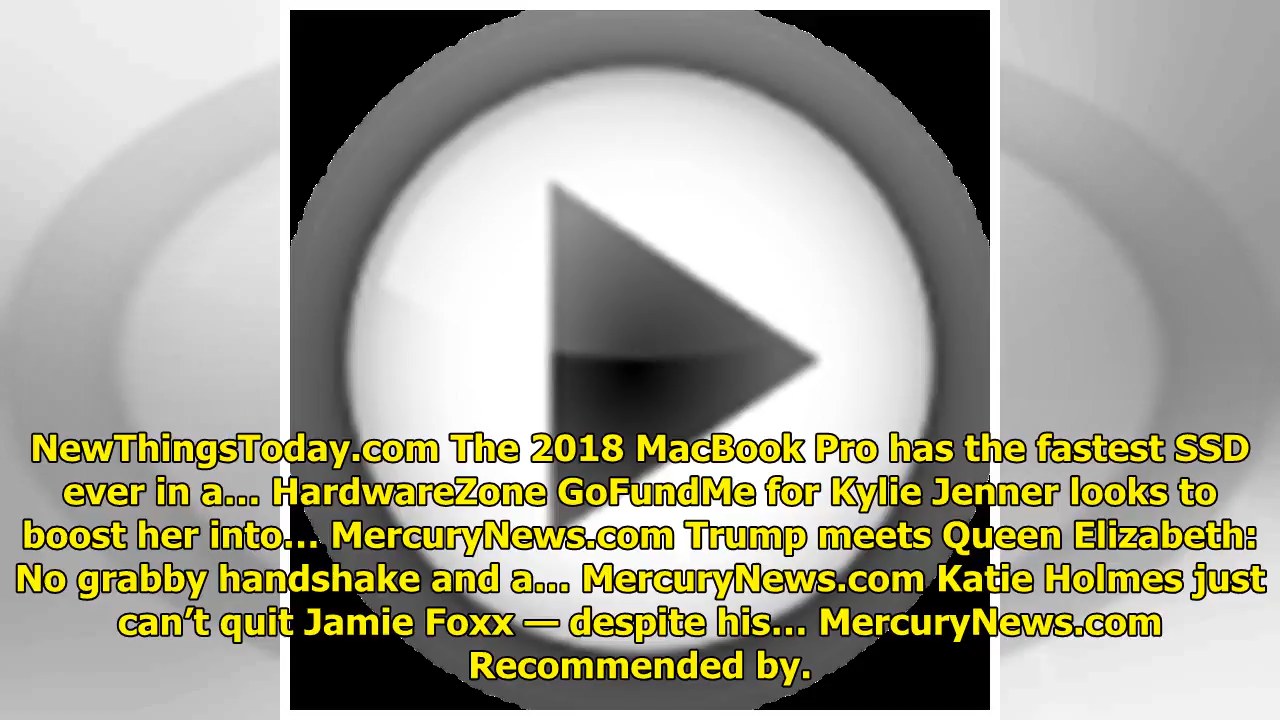 NewThingsToday.com The 2018 MacBook Pro has the fastest SSD
ever in a... HardwareZone GoFundMe for Kylie Jenner looks to
boost her into... MercuryNews.com Trump meets Queen Elizabeth:
No grabby handshake and a... MercuryNews.com Katie Holmes just
can’t quit Jamie Foxx — despite his... MercuryNews.com
Recommended by.